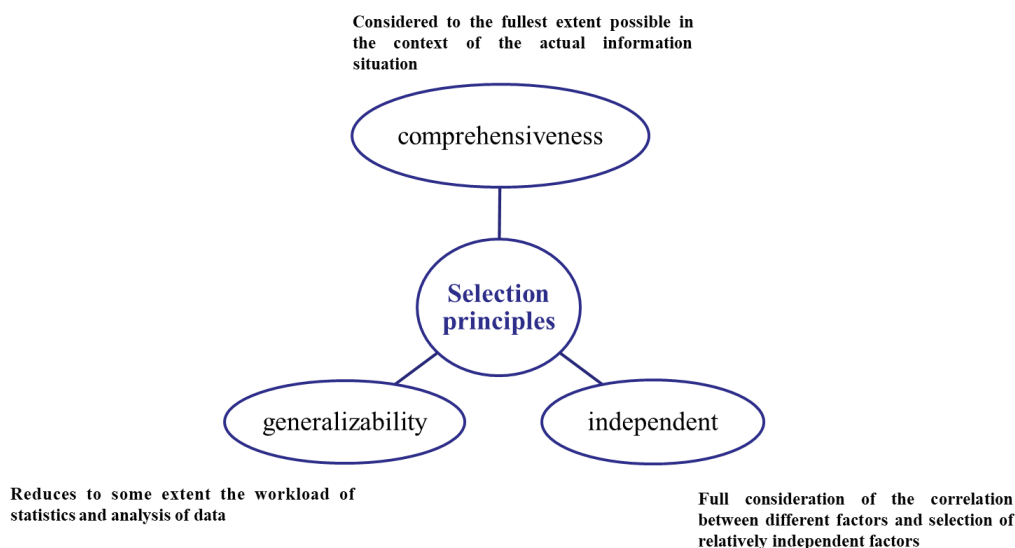 Considered to the fullest extent possible in
the context of the actual information
situation
comprehensiveness
Selection
principles
generalizability
independent
Reduces to some extent the workload of
statistics and analysis of data
Full consideration of the correlation
between different factors and selection of
relatively independent factors